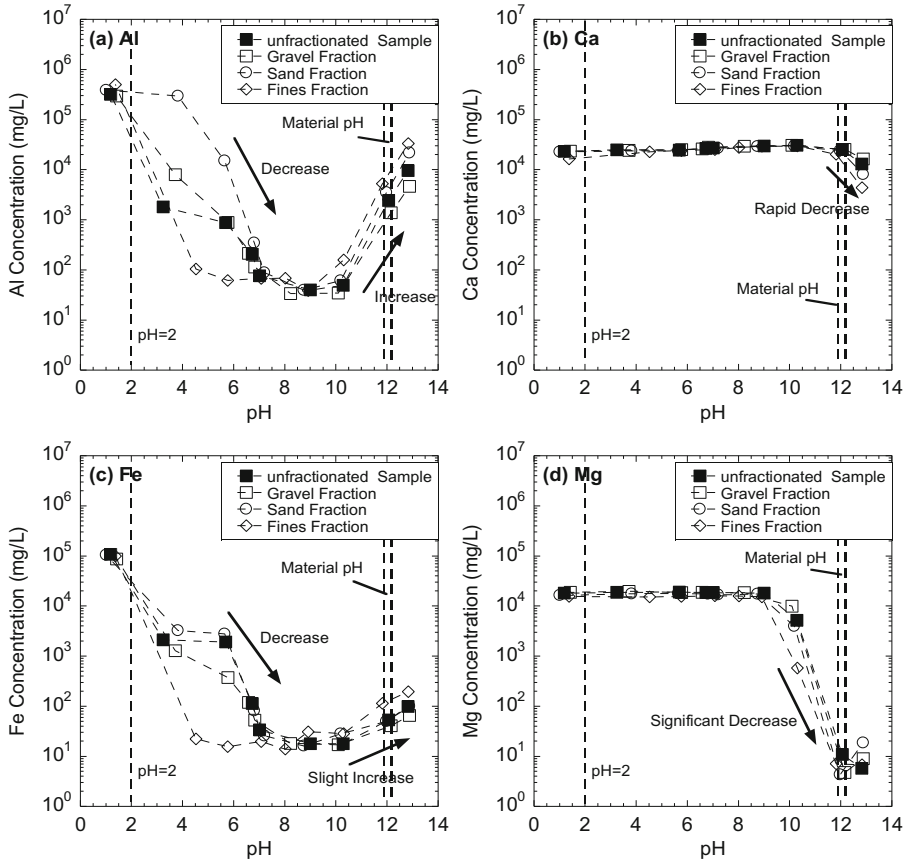 (a) Al
unfractionated Sample
Gravel Fraction
Sand Fraction
Fines Fraction
Material pH
Decrease
Increase
pH=2
Al Concentration (mg/L)
10^7
10^6
10^5
10^4
10^3
10^2
10^1
10^0
0 2 4 6 8 10 12 14
pH
(b) Ca
unfractionated Sample
Gravel Fraction
Sand Fraction
Fines Fraction
Rapid Decrease
Material pH
pH=2
Ca Concentration (mg/L)
10^7
10^6
10^5
10^4
10^3
10^2
10^1
10^0
0 2 4 6 8 10 12 14
pH
(c) Fe
unfractionated Sample
Gravel Fraction
Sand Fraction
Fines Fraction
Material pH
Decrease
Slight Increase
pH=2
Fe Concentration (mg/L)
10^7
10^6
10^5
10^4
10^3
10^2
10^1
10^0
0 2 4 6 8 10 12 14
pH
(d) Mg
unfractionated Sample
Gravel Fraction
Sand Fraction
Fines Fraction
Material pH
Significant Decrease
pH=2
Mg Concentration (mg/L)
10^7
10^6
10^5
10^4
10^3
10^2
10^1
10^0
0 2 4 6 8 10 12 14
pH